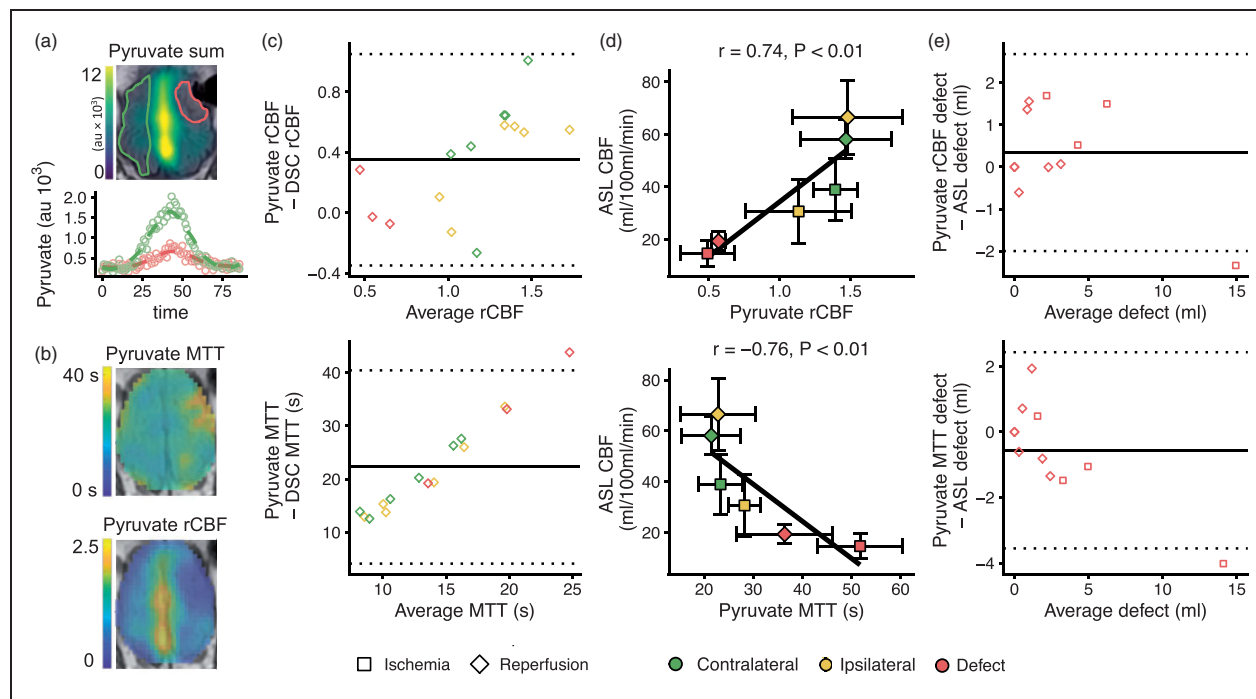 (a)
Pyruvate sum
12
(au × 10³)
0
Pyruvate (au 10³)
2.0
1.5
1.0
0.5
0 25 50 75
time
(b)
Pyruvate MTT
40 s
0 s
Pyruvate rCBF
2.5
0
(c)
Pyruvate rCBF
– DSC rCBF
1.0
0.4
0.0
−0.4
0.5 1.0 1.5
Average rCBF
Pyruvate MTT
– DSC MTT (s)
50
40
30
20
10
10 15 20 25
Average MTT (s)
(d)
r = 0.74, P < 0.01
ASL CBF
(ml/100ml/min)
80
60
40
20
0.5 1.0 1.5
Pyruvate rCBF
r = −0.76, P < 0.01
ASL CBF
(ml/100ml/min)
80
60
40
20
20 30 40 50 60
Pyruvate MTT (s)
(e)
Pyruvate rCBF defect
– ASL defect (ml)
2
1
0
−1
−2
0 5 10 15
Average defect (ml)
Pyruvate MTT defect
– ASL defect (ml)
2
0
−2
−4
0 5 10 15
Average defect (ml)
Ischemia Reperfusion Contralateral Ipsilateral Defect